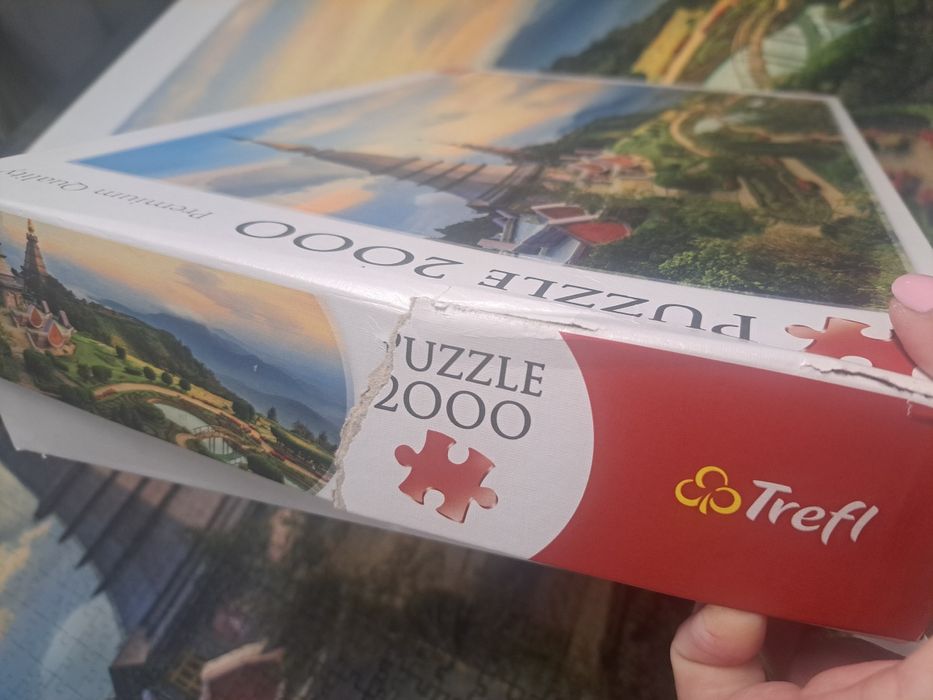 Premium Quality
PUZZLE 2000
PUZZLE
2000
Trefl